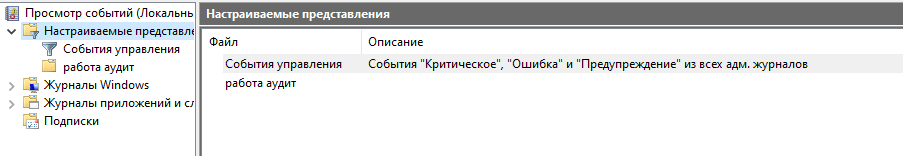 Просмотр событий (Локальны
Настраиваемые представле
События управления
работа аудит
Журналы Windows
Журналы приложений и сл
Подписки
Настраиваемые представления
Файл Описание
События управления События "Критическое", "Ошибка" и "Предупреждение" из всех адм. журналов
работа аудит